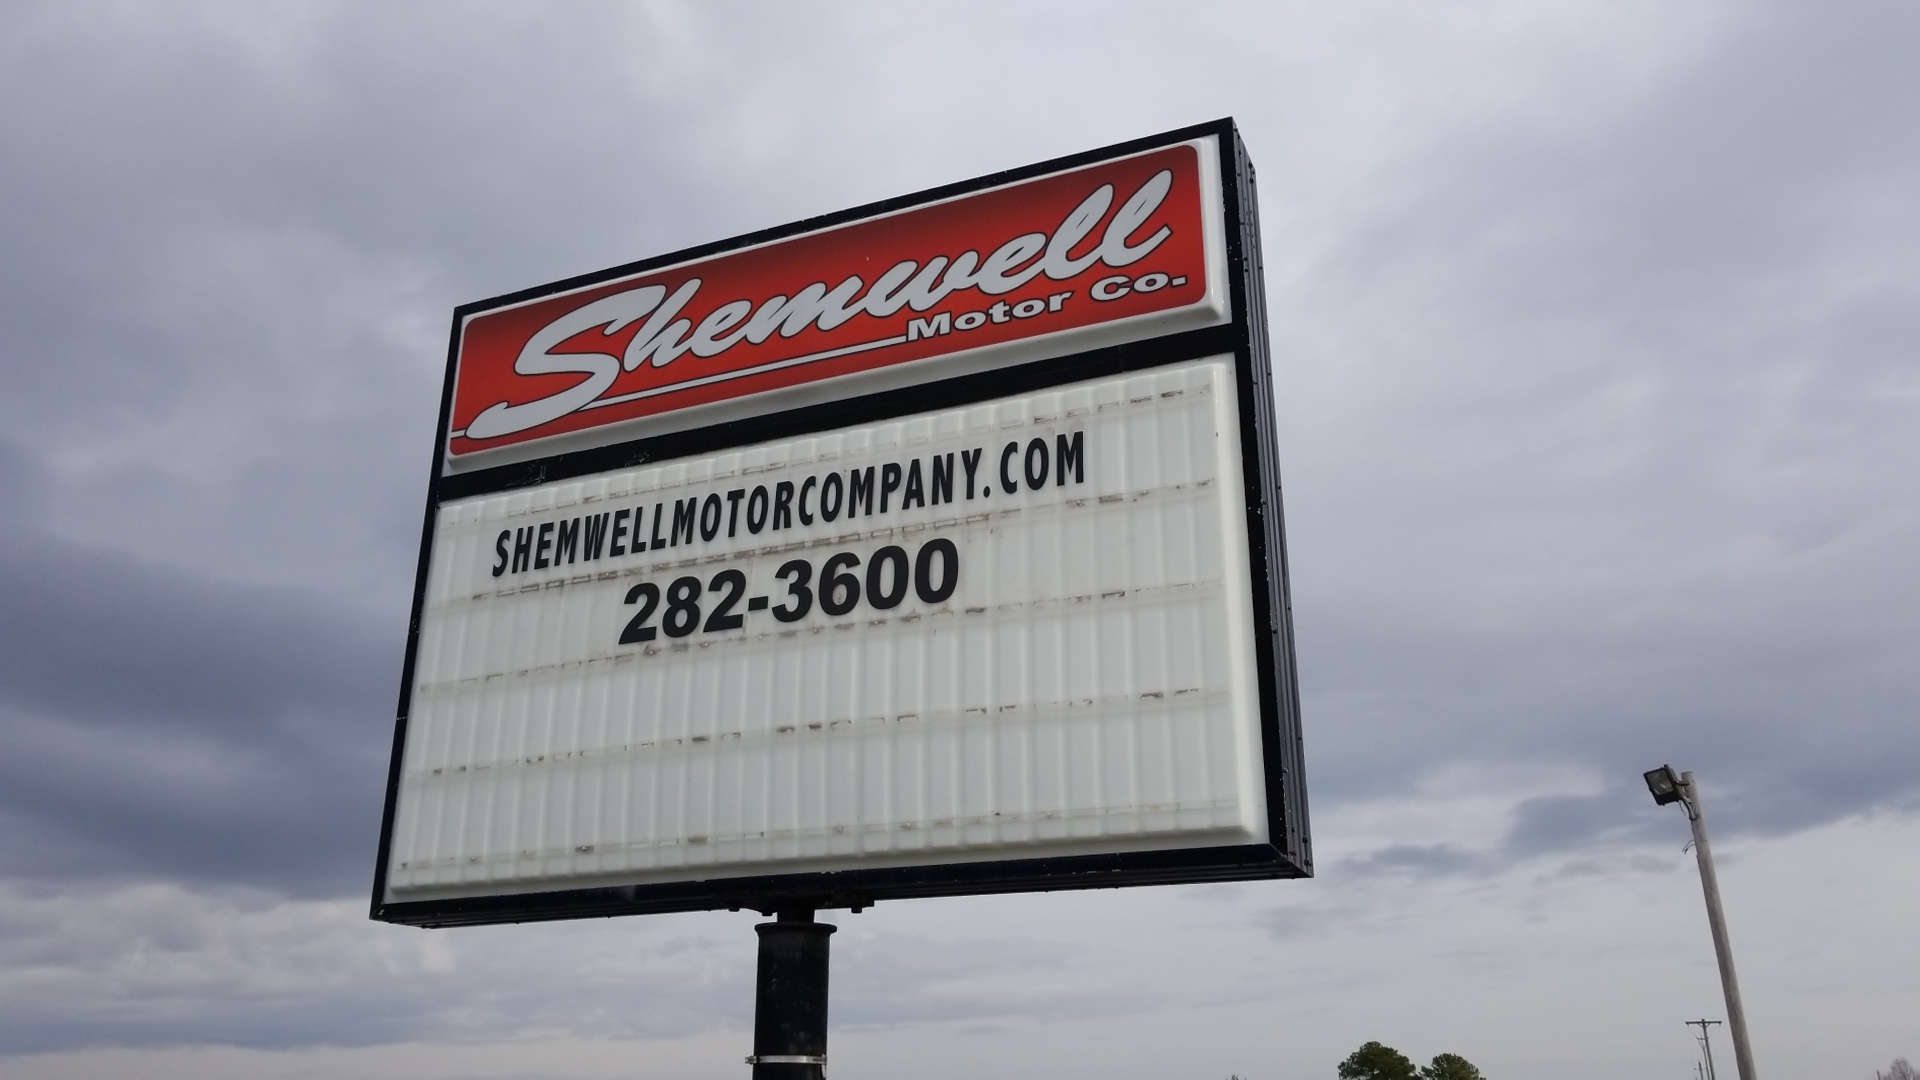 Shemwell
Motor Co.
SHEMWELLMOTORCOMPANY.COM
282-3600